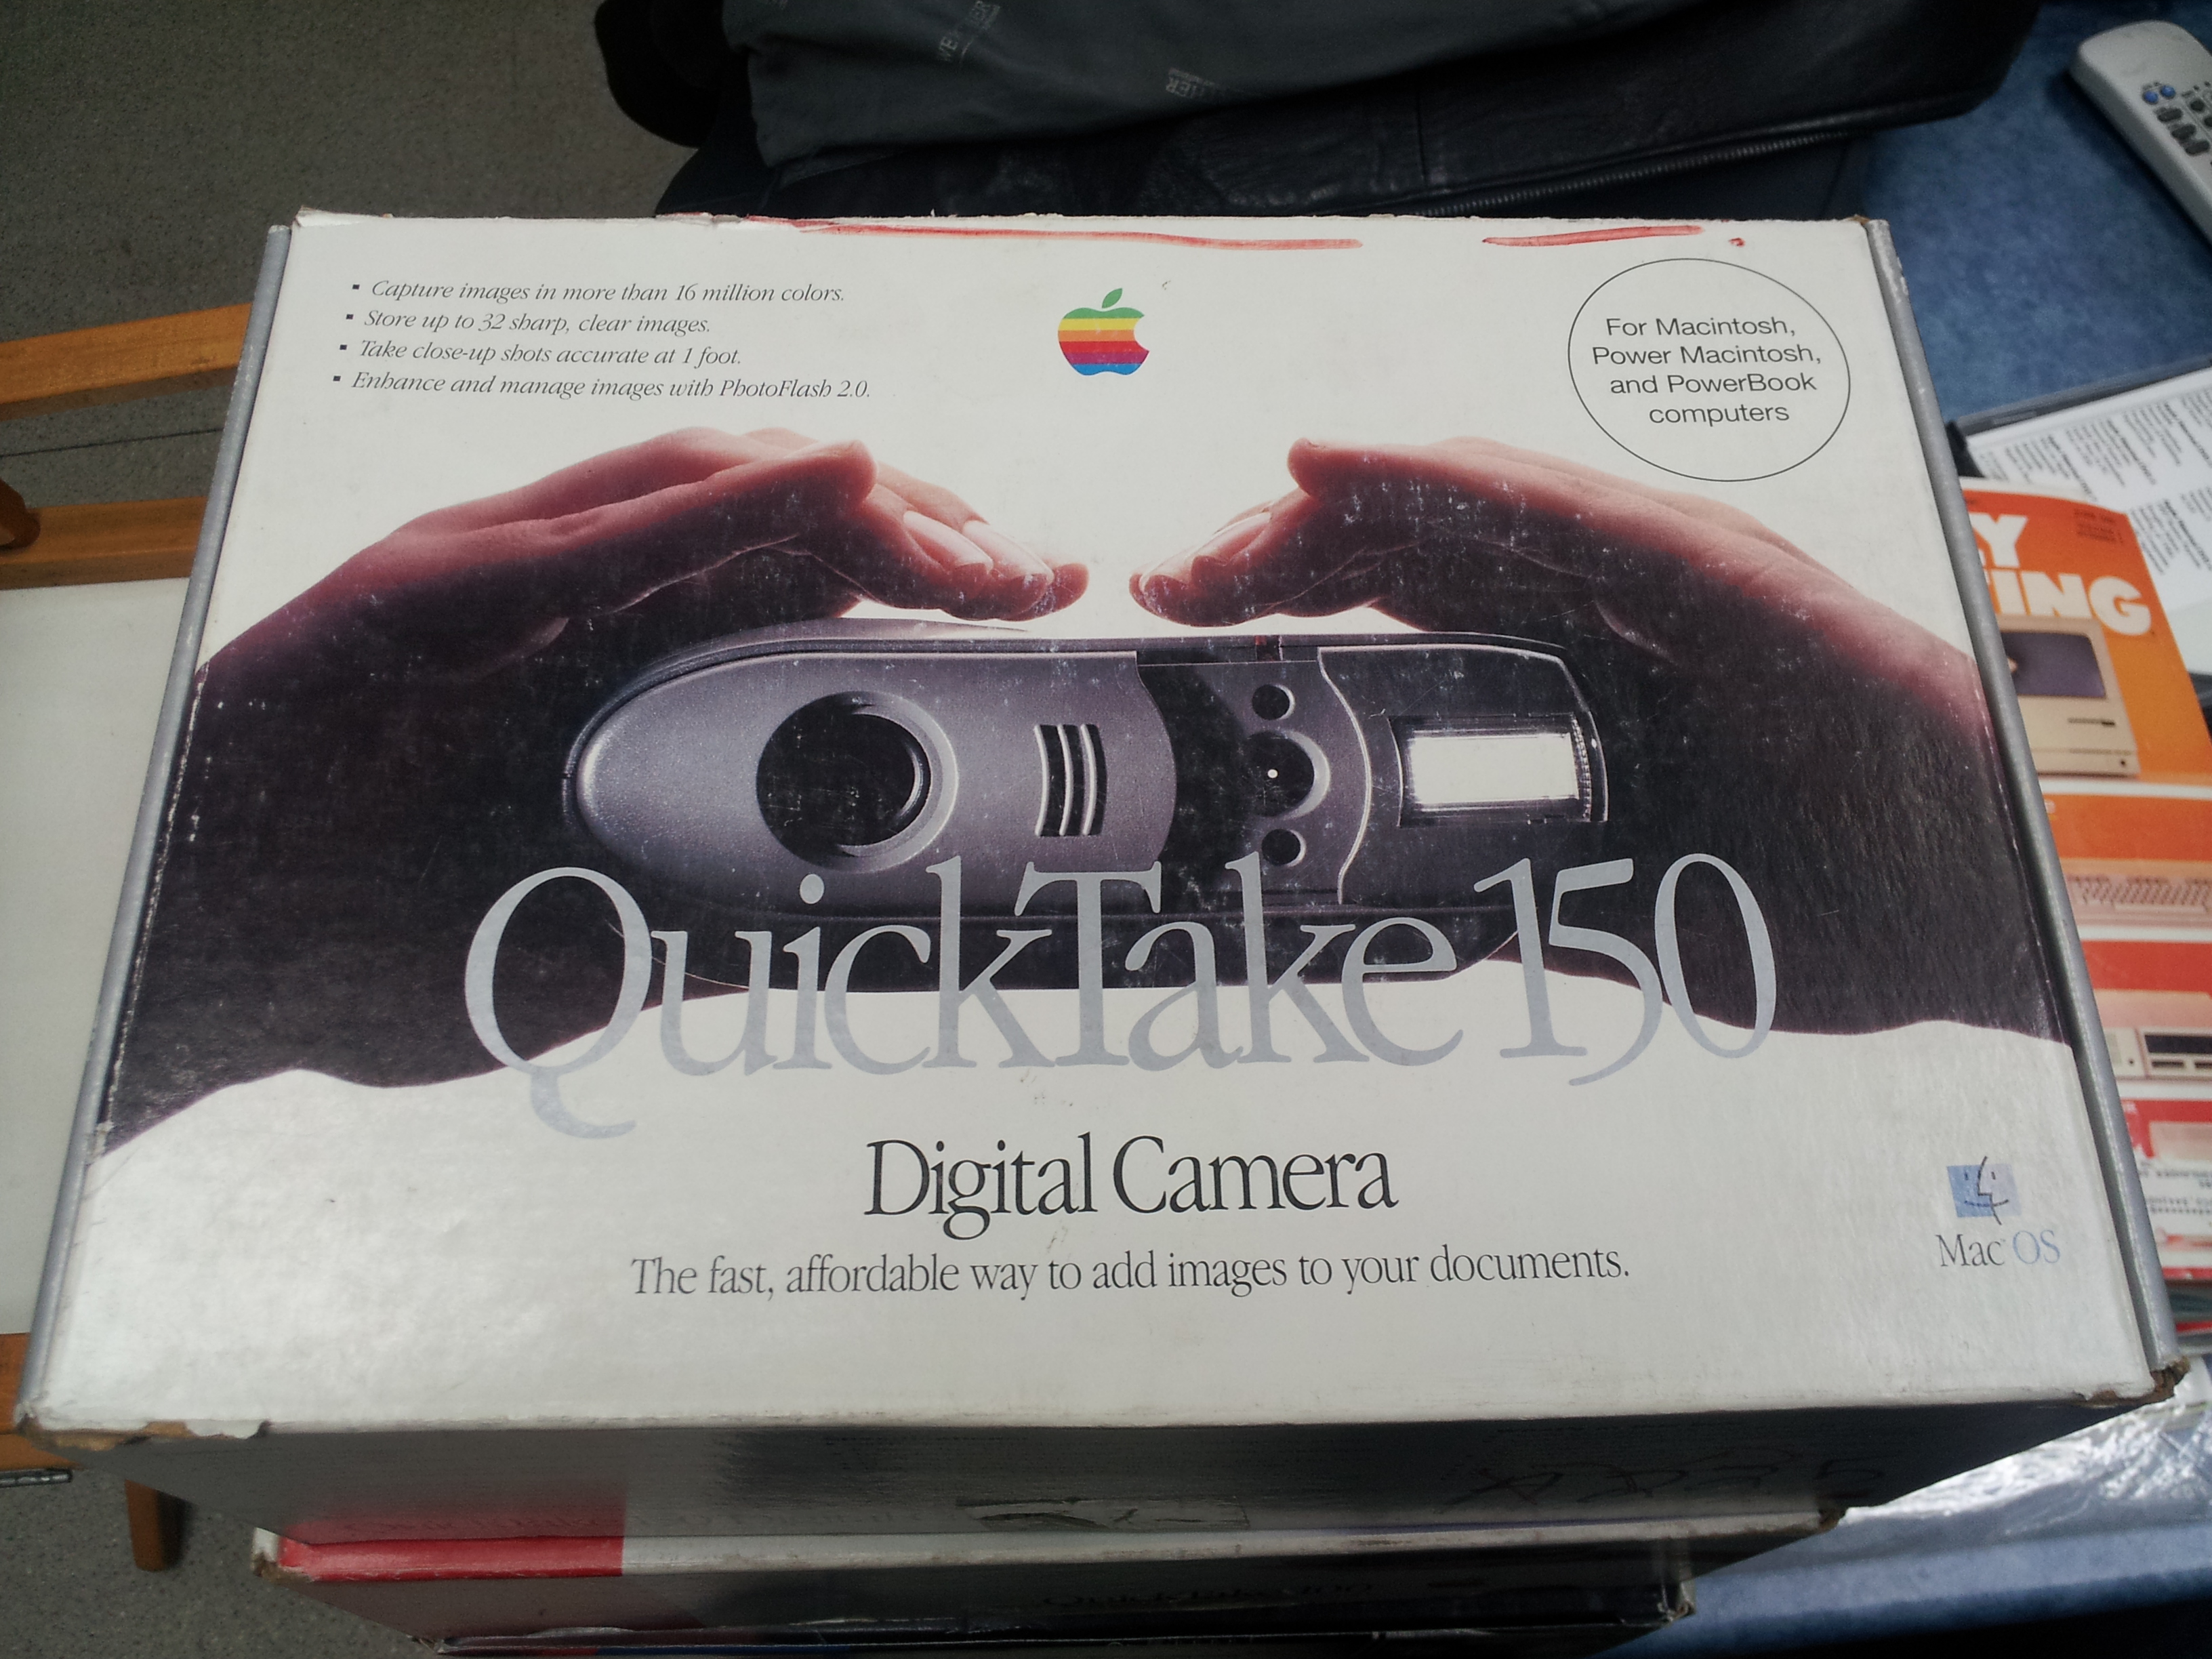 ▪ Capture images in more than 16 million colors.
▪ Store up to 32 sharp, clear images.
▪ Take close-up shots accurate at 1 foot.
▪ Enhance and manage images with PhotoFlash 2.0.
For Macintosh,
Power Macintosh,
and PowerBook
computers
QuickTake 150
Digital Camera
The fast, affordable way to add images to your documents.
Mac OS
ING